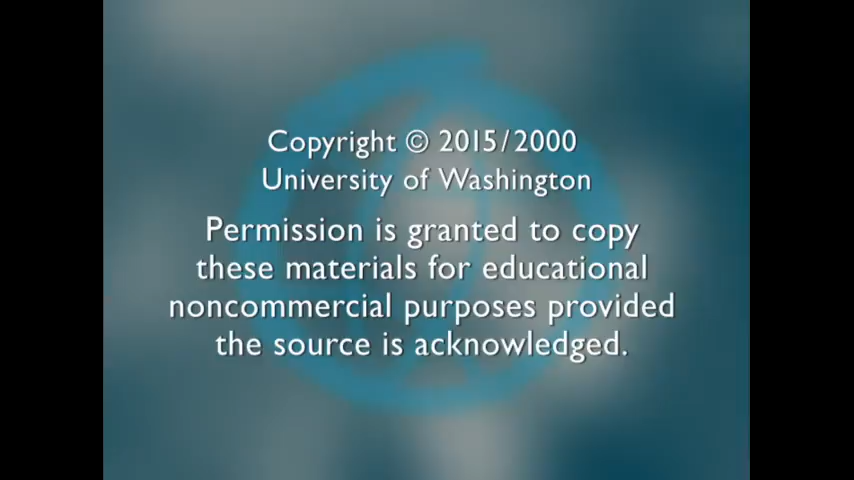 Copyright © 2015/2000
University of Washington
Permission is granted to copy
these materials for educational
noncommercial purposes provided
the source is acknowledged.